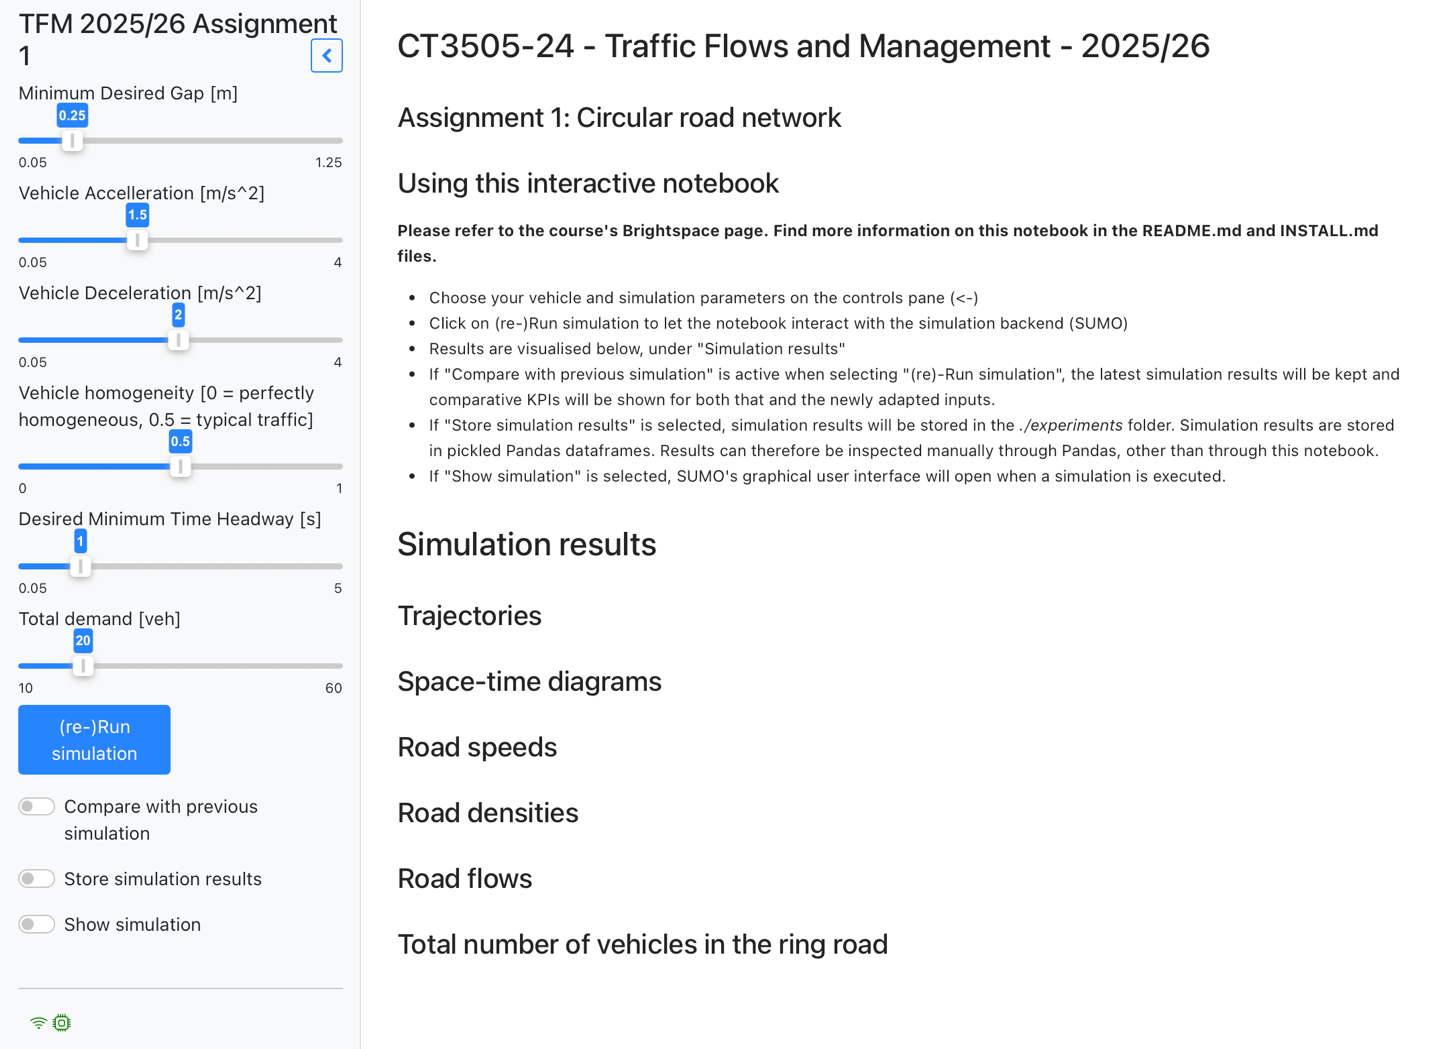 TFM 2025/26 Assignment
1
Minimum Desired Gap [m]
0.25
0.05 1.25
Vehicle Accelleration [m/s^2]
1.5
0.05 4
Vehicle Deceleration [m/s^2]
2
0.05 4
Vehicle homogeneity [0 = perfectly
homogeneous, 0.5 = typical traffic]
0.5
0 1
Desired Minimum Time Headway [s]
1
0.05 5
Total demand [veh]
20
10 60
(re-)Run
simulation
Compare with previous
simulation
Store simulation results
Show simulation
CT3505-24 - Traffic Flows and Management - 2025/26
Assignment 1: Circular road network
Using this interactive notebook
Please refer to the course's Brightspace page. Find more information on this notebook in the README.md and INSTALL.md
files.
• Choose your vehicle and simulation parameters on the controls pane (<-)
• Click on (re-)Run simulation to let the notebook interact with the simulation backend (SUMO)
• Results are visualised below, under "Simulation results"
• If "Compare with previous simulation" is active when selecting "(re)-Run simulation", the latest simulation results will be kept and
comparative KPIs will be shown for both that and the newly adapted inputs.
• If "Store simulation results" is selected, simulation results will be stored in the ./experiments folder. Simulation results are stored
in pickled Pandas dataframes. Results can therefore be inspected manually through Pandas, other than through this notebook.
• If "Show simulation" is selected, SUMO's graphical user interface will open when a simulation is executed.
Simulation results
Trajectories
Space-time diagrams
Road speeds
Road densities
Road flows
Total number of vehicles in the ring road